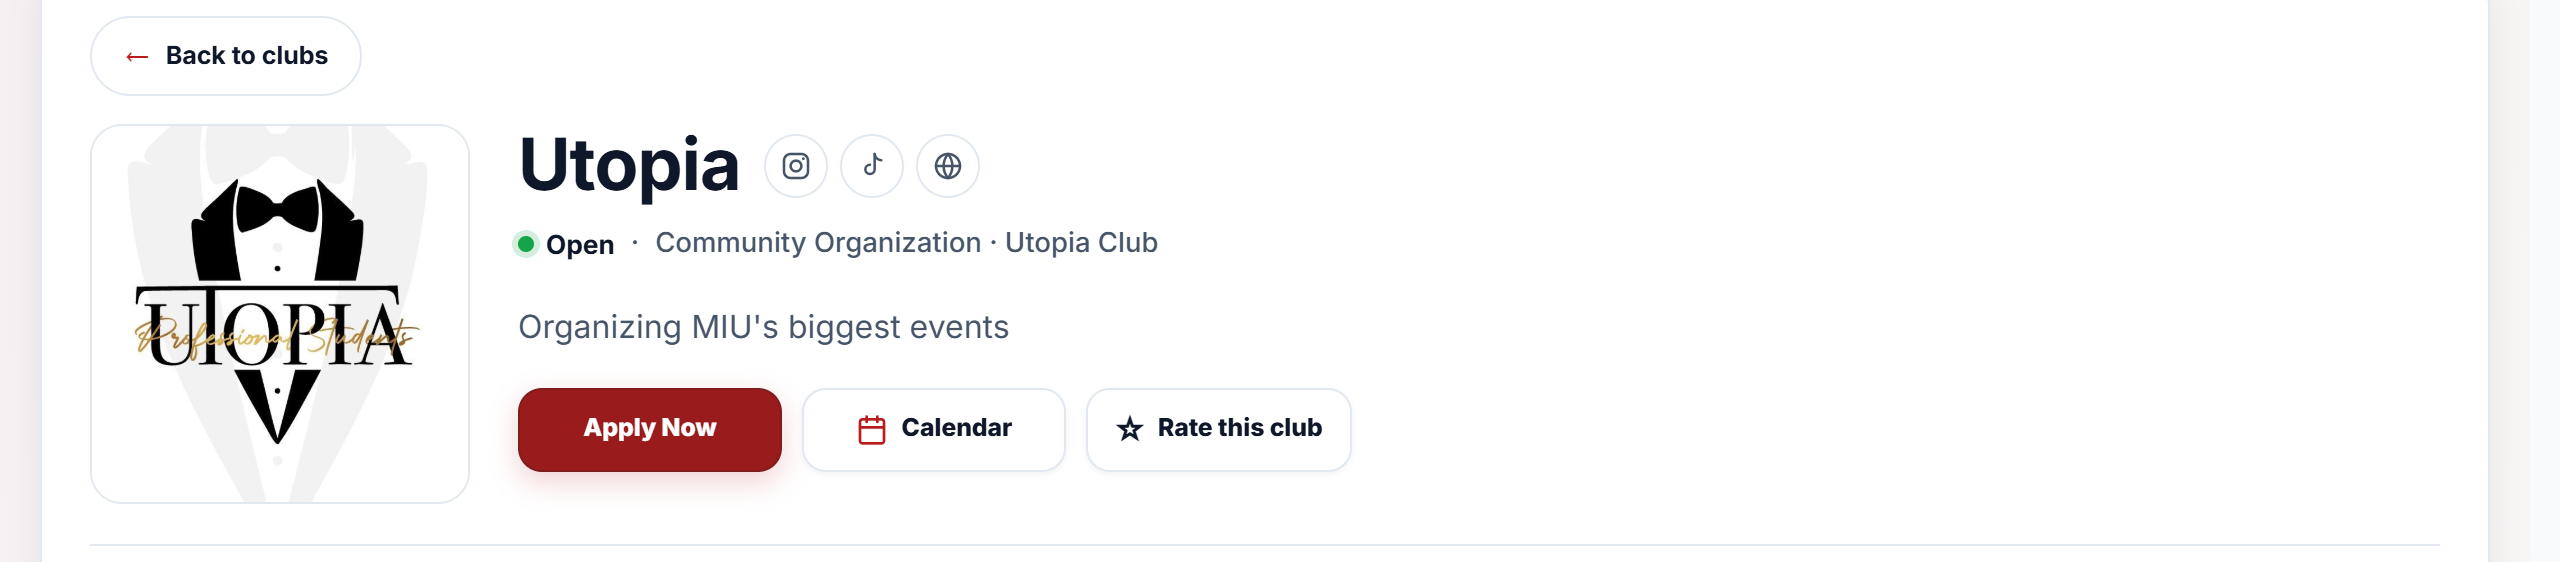 ← Back to clubs
UTOPIA
Professional Students
Utopia
Open · Community Organization · Utopia Club
Organizing MIU's biggest events
Apply Now
Calendar
Rate this club